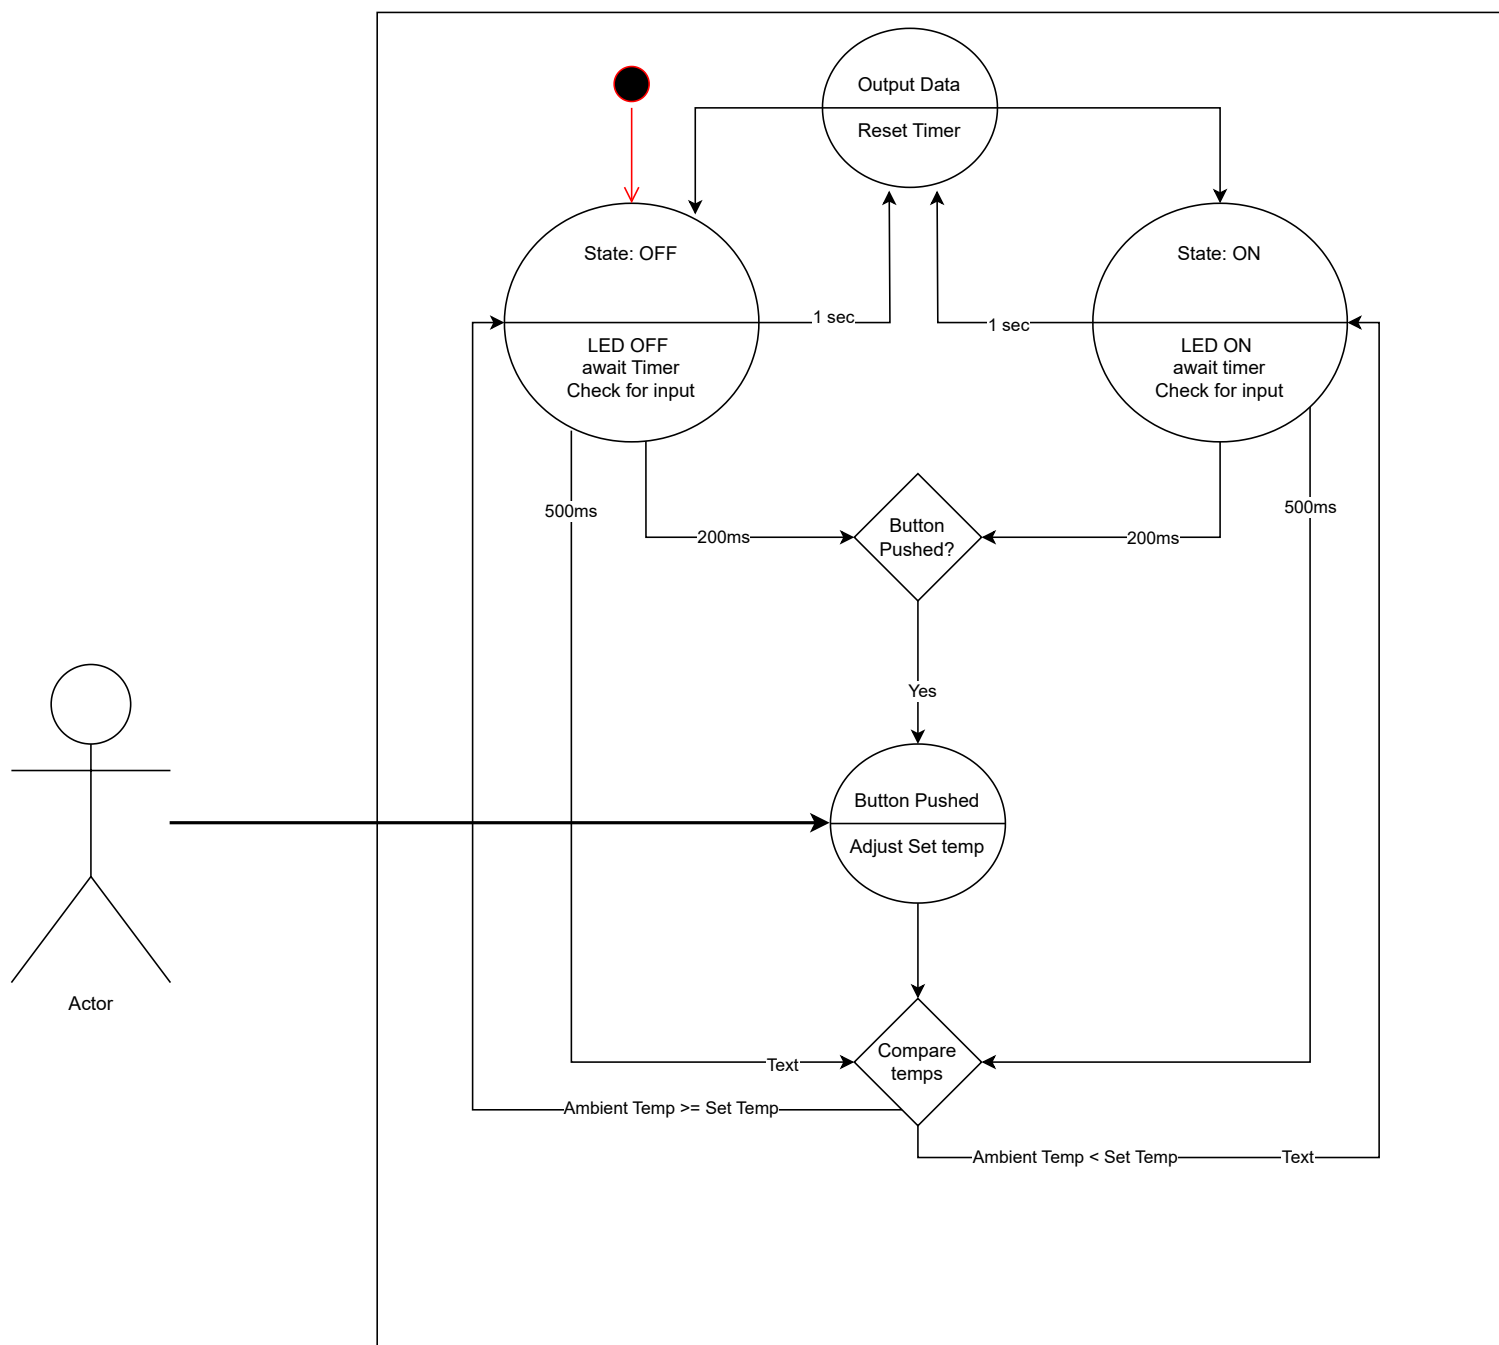 Output Data
Reset Timer
State: OFF
State: ON
1 sec
1 sec
LED OFF
await Timer
Check for input
LED ON
await timer
Check for input
500ms
500ms
Button
Pushed?
200ms
200ms
Yes
Button Pushed
Adjust Set temp
Actor
Compare
temps
Text
Ambient Temp >= Set Temp
Ambient Temp < Set Temp
Text